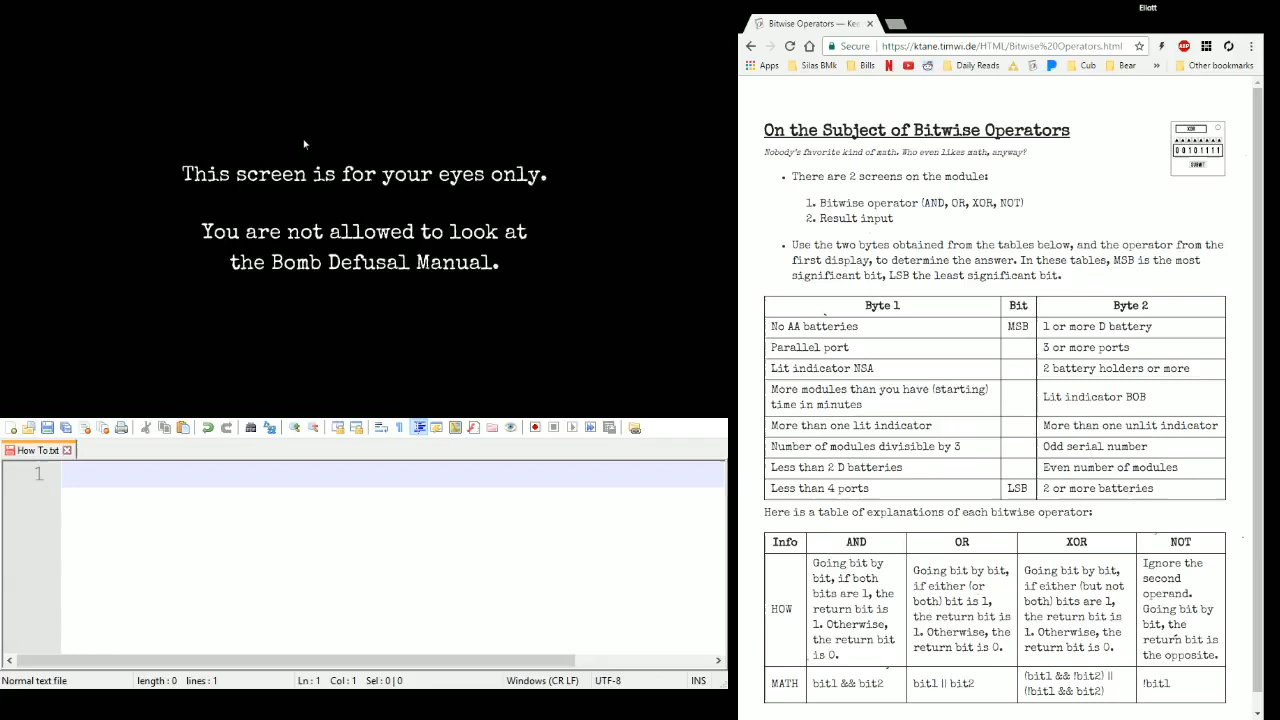 Eliott
Bitwise Operators — Kee
Secure
https://ktane.timwi.de/HTML/Bitwise%20Operators.html
Apps
Silas BMk
Bills
Daily Reads
Cub
Bear
»
Other bookmarks
This screen is for your eyes only.
You are not allowed to look at
the Bomb Defusal Manual.
How To.txt
1
Normal text file
length : 0 lines : 1
Ln : 1 Col : 1 Sel : 0 | 0
Windows (CR LF)
UTF-8
INS
On the Subject of Bitwise Operators
XOR
00101111
SUBMIT
Nobody's favorite kind of math. Who even likes math, anyway?
• There are 2 screens on the module:
1. Bitwise operator (AND, OR, XOR, NOT)
2. Result input
• Use the two bytes obtained from the tables below, and the operator from the
first display, to determine the answer. In these tables, MSB is the most
significant bit, LSB the least significant bit.
Byte 1 Bit Byte 2
No AA batteries MSB 1 or more D battery
Parallel port 3 or more ports
Lit indicator NSA 2 battery holders or more
More modules than you have (starting)
time in minutes
Lit indicator BOB
More than one lit indicator More than one unlit indicator
Number of modules divisible by 3 Odd serial number
Less than 2 D batteries Even number of modules
Less than 4 ports LSB 2 or more batteries
Here is a table of explanations of each bitwise operator:
Info AND OR XOR NOT
HOW
Going bit by
bit, if both
bits are 1, the
return bit is
1. Otherwise,
the return bit
is 0.
Going bit by bit,
if either (or
both) bit is 1,
the return bit is
1. Otherwise, the
return bit is 0.
Going bit by bit,
if either (but not
both) bits are 1,
the return bit is
1. Otherwise, the
return bit is 0.
Ignore the
second
operand.
Going bit by
bit, the
return bit is
the opposite.
MATH
bit1 && bit2
bit1 || bit2
(bit1 && !bit2) ||
(!bit1 && bit2)
!bit1